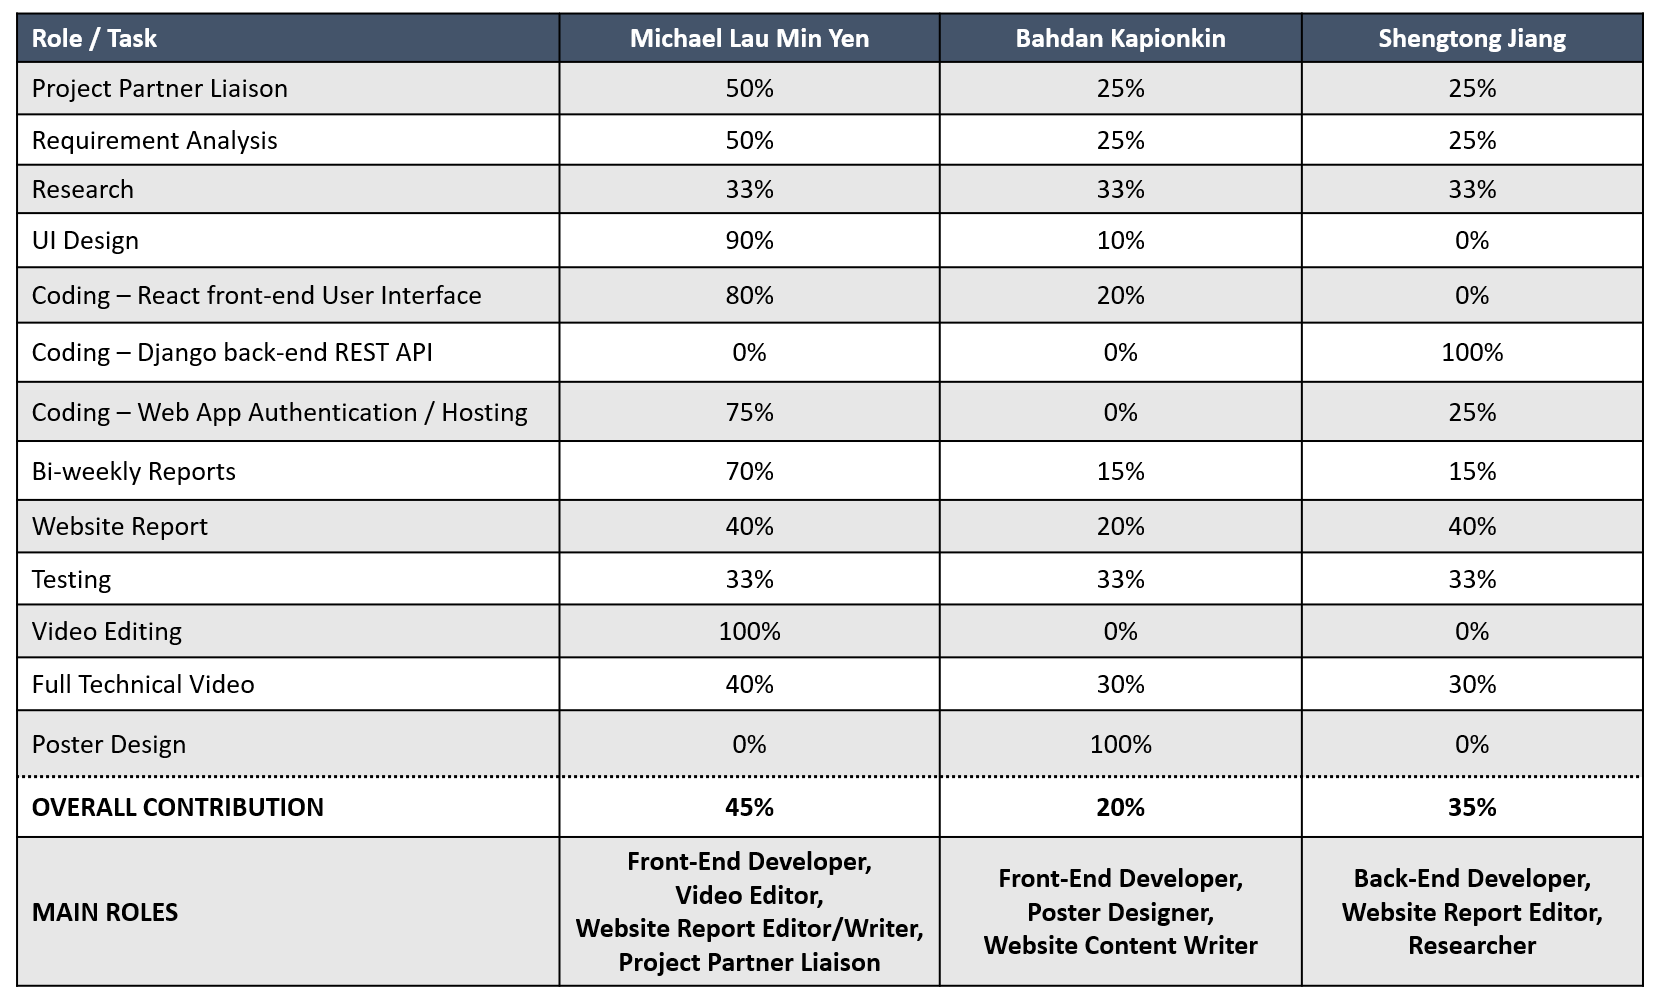 Role / Task Michael Lau Min Yen Bahdan Kapionkin Shengtong Jiang
Project Partner Liaison 50% 25% 25%
Requirement Analysis 50% 25% 25%
Research 33% 33% 33%
UI Design 90% 10% 0%
Coding – React front-end User Interface 80% 20% 0%
Coding – Django back-end REST API 0% 0% 100%
Coding – Web App Authentication / Hosting 75% 0% 25%
Bi-weekly Reports 70% 15% 15%
Website Report 40% 20% 40%
Testing 33% 33% 33%
Video Editing 100% 0% 0%
Full Technical Video 40% 30% 30%
Poster Design 0% 100% 0%
OVERALL CONTRIBUTION 45% 20% 35%
MAIN ROLES
Front-End Developer,
Video Editor,
Website Report Editor/Writer,
Project Partner Liaison
Front-End Developer,
Poster Designer,
Website Content Writer
Back-End Developer,
Website Report Editor,
Researcher